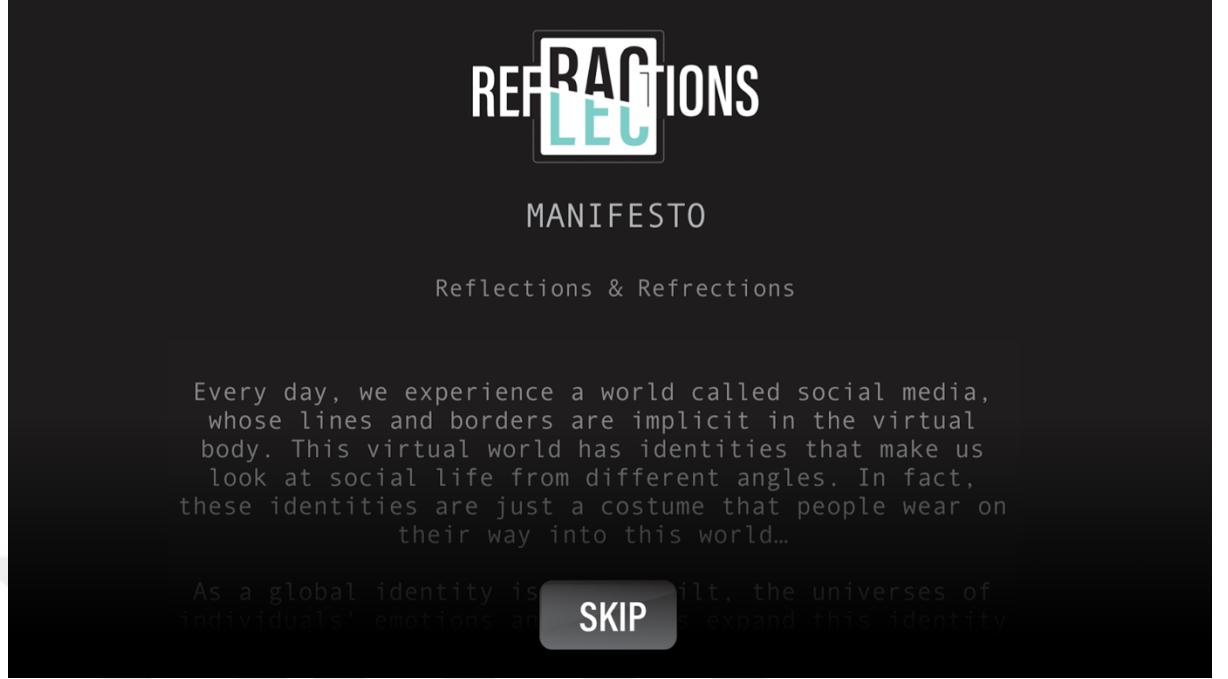 REFRACTIONS
LEC
MANIFESTO
Reflections & Refrections
Every day, we experience a world called social media,
whose lines and borders are implicit in the virtual
body. This virtual world has identities that make us
look at social life from different angles. In fact,
these identities are just a costume that people wear on
their way into this world…
As a global identity is ilt, the universes of
individuals' emotions an s expand this identity
SKIP